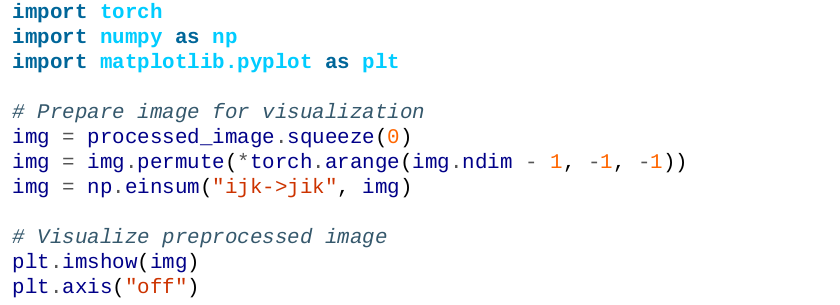 import torch
import numpy as np
import matplotlib.pyplot as plt
# Prepare image for visualization
img = processed_image.squeeze(0)
img = img.permute(*torch.arange(img.ndim - 1, -1, -1))
img = np.einsum("ijk->jik", img)
# Visualize preprocessed image
plt.imshow(img)
plt.axis("off")